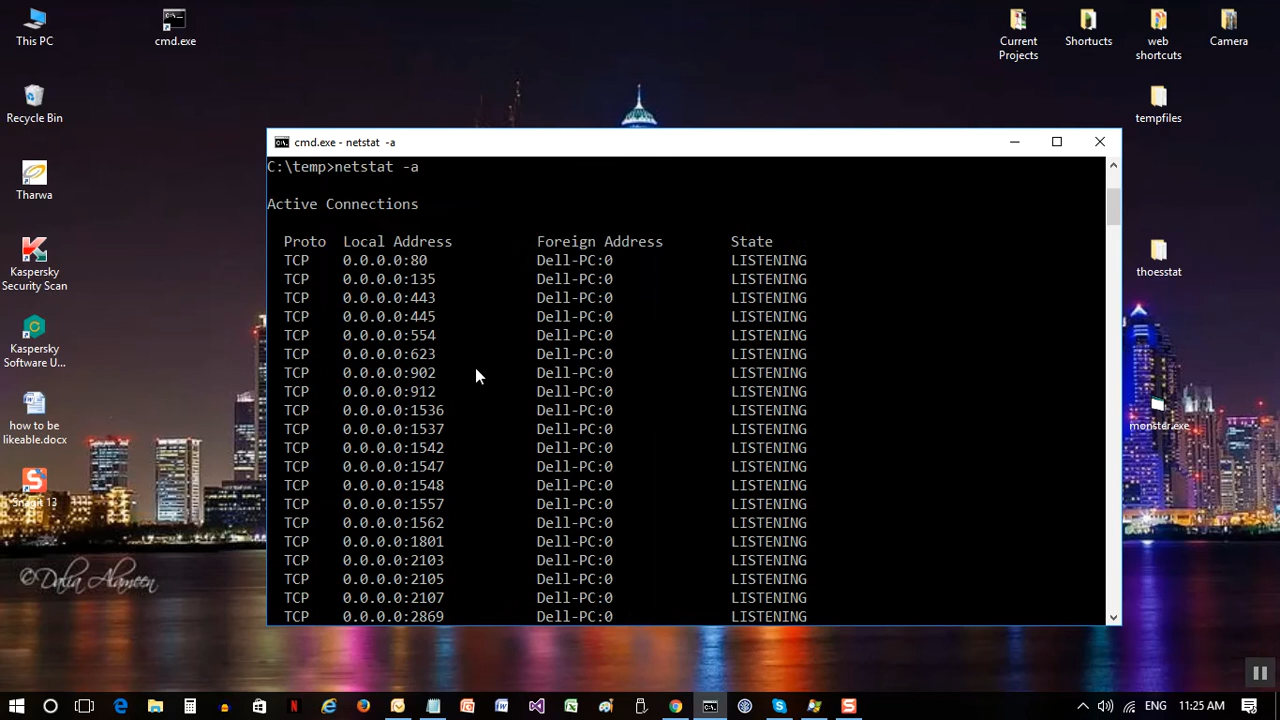 This PC
cmd.exe
Current Projects
Shortucts
web shortcuts
Camera
Recycle Bin
tempfiles
cmd.exe - netstat -a
C:\temp>netstat -a
Tharwa
Active Connections
Proto Local Address Foreign Address State
TCP 0.0.0.0:80 Dell-PC:0 LISTENING
TCP 0.0.0.0:135 Dell-PC:0 LISTENING
TCP 0.0.0.0:443 Dell-PC:0 LISTENING
TCP 0.0.0.0:445 Dell-PC:0 LISTENING
TCP 0.0.0.0:554 Dell-PC:0 LISTENING
TCP 0.0.0.0:623 Dell-PC:0 LISTENING
TCP 0.0.0.0:902 Dell-PC:0 LISTENING
TCP 0.0.0.0:912 Dell-PC:0 LISTENING
TCP 0.0.0.0:1536 Dell-PC:0 LISTENING
TCP 0.0.0.0:1537 Dell-PC:0 LISTENING
TCP 0.0.0.0:1542 Dell-PC:0 LISTENING
TCP 0.0.0.0:1547 Dell-PC:0 LISTENING
TCP 0.0.0.0:1548 Dell-PC:0 LISTENING
TCP 0.0.0.0:1557 Dell-PC:0 LISTENING
TCP 0.0.0.0:1562 Dell-PC:0 LISTENING
TCP 0.0.0.0:1801 Dell-PC:0 LISTENING
TCP 0.0.0.0:2103 Dell-PC:0 LISTENING
TCP 0.0.0.0:2105 Dell-PC:0 LISTENING
TCP 0.0.0.0:2107 Dell-PC:0 LISTENING
TCP 0.0.0.0:2869 Dell-PC:0 LISTENING
Kaspersky
Security Scan
thoesstat
Kaspersky
Software U...
how to be
likeable.docx
monster.exe
Snagit 13
©Dalia Alameen
ENG 11:25 AM